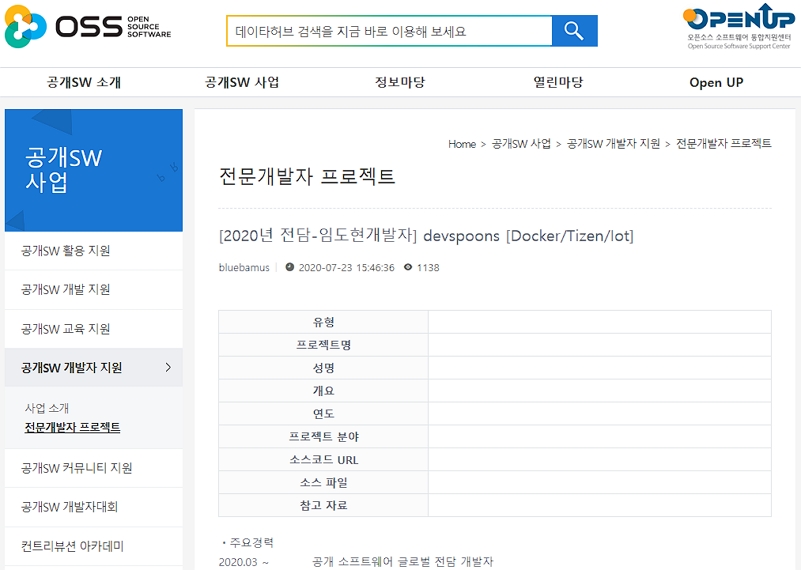 OSS OPEN SOURCE SOFTWARE
데이타허브 검색을 지금 바로 이용해 보세요
OPENUP
오픈소스 소프트웨어 통합지원센터
Open Source Software Support Center
공개SW 소개 공개SW 사업 정보마당 열린마당 Open UP
공개SW
사업
공개SW 활용 지원
공개SW 개발 지원
공개SW 교육 지원
공개SW 개발자 지원 >
사업 소개
전문개발자 프로젝트
공개SW 커뮤니티 지원
공개SW 개발자대회
컨트리뷰션 아카데미
Home > 공개SW 사업 > 공개SW 개발자 지원 > 전문개발자 프로젝트
전문개발자 프로젝트
[2020년 전담-임도현개발자] devspoons [Docker/Tizen/Iot]
bluebamus 2020-07-23 15:46:36 1138
유형
프로젝트명
성명
개요
연도
프로젝트 분야
소스코드 URL
소스 파일
참고 자료
・주요경력
2020.03 ~ 공개 소프트웨어 글로벌 전담 개발자